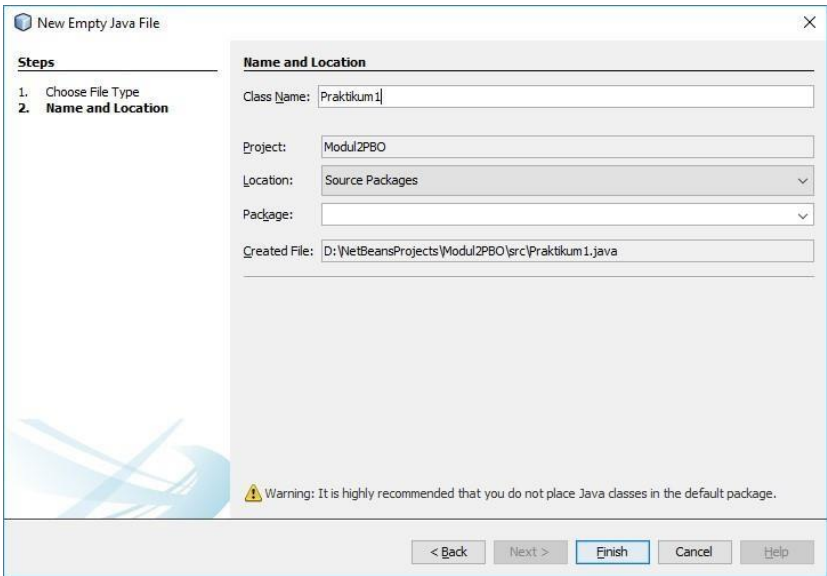 New Empty Java File
Steps
1. Choose File Type
2. Name and Location
Name and Location
Class Name: Praktikum1
Project: Modul2PBO
Location: Source Packages
Package:
Created File: D:\NetBeansProjects\Modul2PBO\src\Praktikum1.java
Warning: It is highly recommended that you do not place Java classes in the default package.
< Back Next > Finish Cancel Help